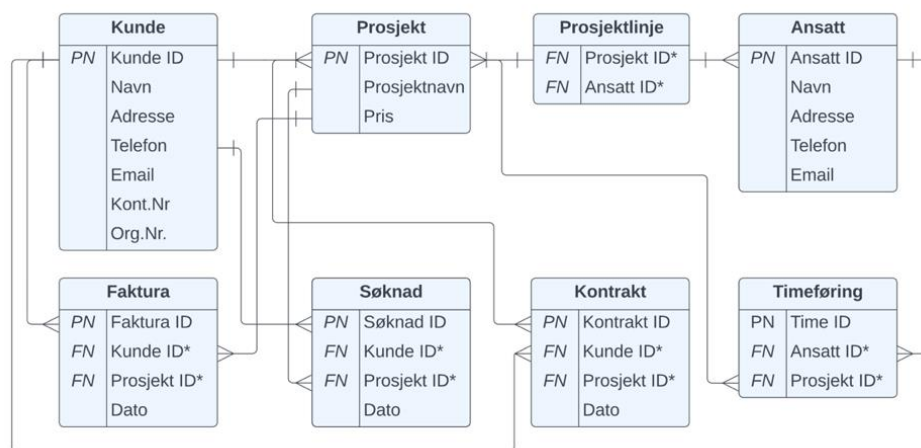 Kunde
PN Kunde ID
Navn
Adresse
Telefon
Email
Kont.Nr
Org.Nr.
Prosjekt
PN Prosjekt ID
Prosjektnavn
Pris
Prosjektlinje
FN Prosjekt ID*
FN Ansatt ID*
Ansatt
PN Ansatt ID
Navn
Adresse
Telefon
Email
Faktura
PN Faktura ID
FN Kunde ID*
FN Prosjekt ID*
Dato
Søknad
PN Søknad ID
FN Kunde ID*
FN Prosjekt ID*
Dato
Kontrakt
PN Kontrakt ID
FN Kunde ID*
FN Prosjekt ID*
Dato
Timeføring
PN Time ID
FN Ansatt ID*
FN Prosjekt ID*